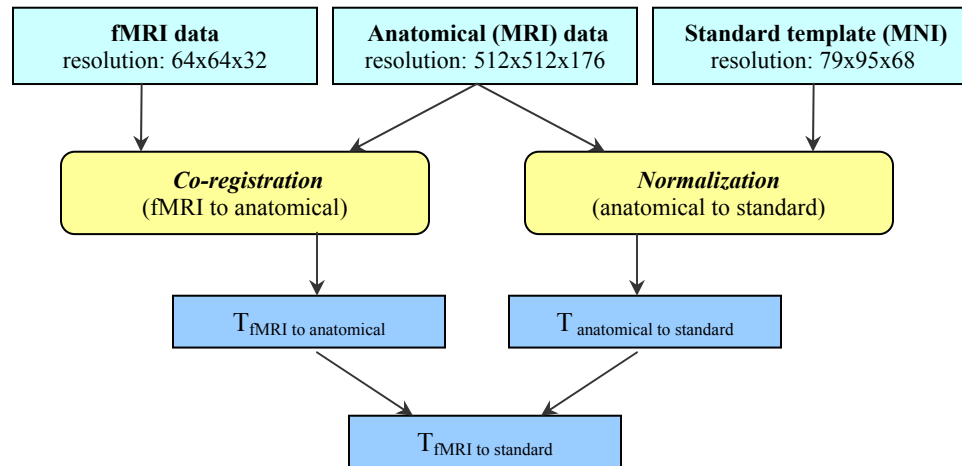 fMRI data
resolution: 64x64x32
Anatomical (MRI) data
resolution: 512x512x176
Standard template (MNI)
resolution: 79x95x68
Co-registration
(fMRI to anatomical)
Normalization
(anatomical to standard)
TfMRI to anatomical
T anatomical to standard
TfMRI to standard